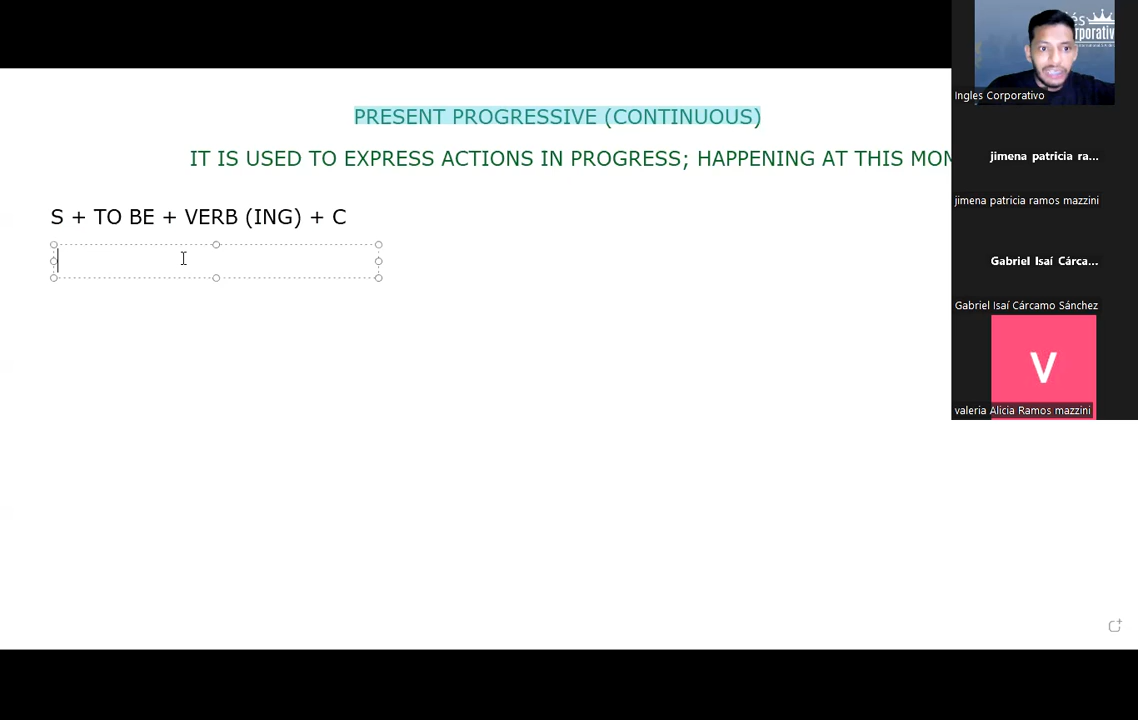 és
rporativ
Ingles Corporativo
PRESENT PROGRESSIVE (CONTINUOUS)
IT IS USED TO EXPRESS ACTIONS IN PROGRESS; HAPPENING AT THIS MOM
S + TO BE + VERB (ING) + C
jimena patricia ra...
jimena patricia ramos mazzini
Gabriel Isaí Cárca...
Gabriel Isaí Cárcamo Sánchez
V
valeria Alicia Ramos mazzini